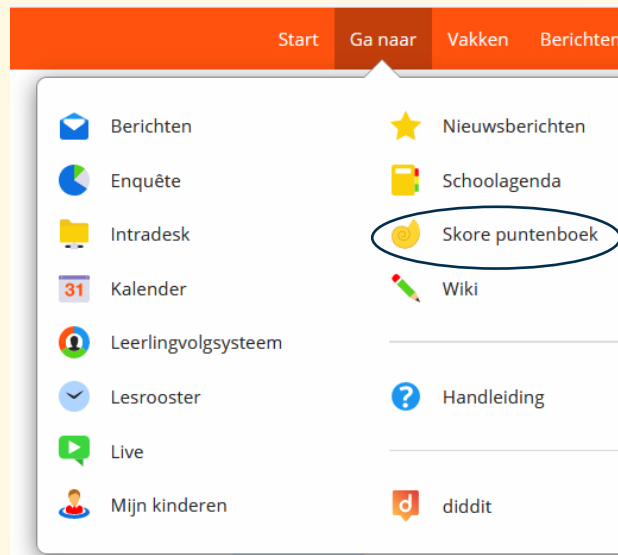 Start Ga naar Vakken Berichten
Berichten
Enquête
Intradesk
31 Kalender
Leerlingvolgsysteem
Lesrooster
Live
Mijn kinderen
Nieuwsberichten
Schoolagenda
Skore puntenboek
Wiki
? Handleiding
d diddit